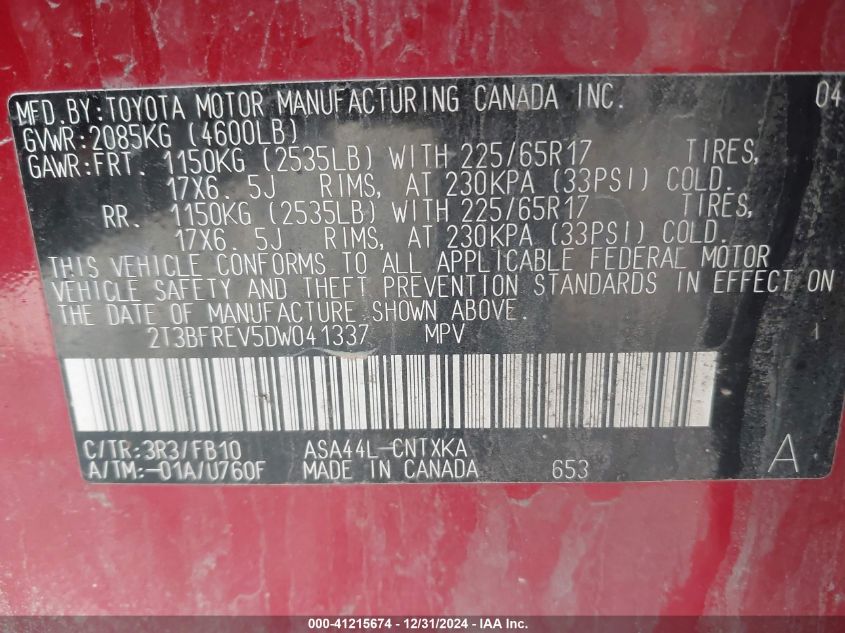 MFD.BY:TOYOTA MOTOR MANUFACTURING CANADA INC. 04
GVWR:2085KG (4600LB)
GAWR:FRT. 1150KG (2535LB) WITH 225/65R17 TIRES,
17X6. 5J RIMS, AT 230KPA (33PSI) COLD.
RR. 1150KG (2535LB) WITH 225/65R17 TIRES,
17X6. 5J RIMS, AT 230KPA (33PSI) COLD.
THIS VEHICLE CONFORMS TO ALL APPLICABLE FEDERAL MOTOR
VEHICLE SAFETY AND THEFT PREVENTION STANDARDS IN EFFECT ON
THE DATE OF MANUFACTURE SHOWN ABOVE.
2T3BFREV5DW041337 MPV
C/TR:3R3/FB10 ASA44L-CNTXKA
A/TM:-01A/U760F MADE IN CANADA 653 A
000-41215674 - 12/31/2024 - IAA Inc.